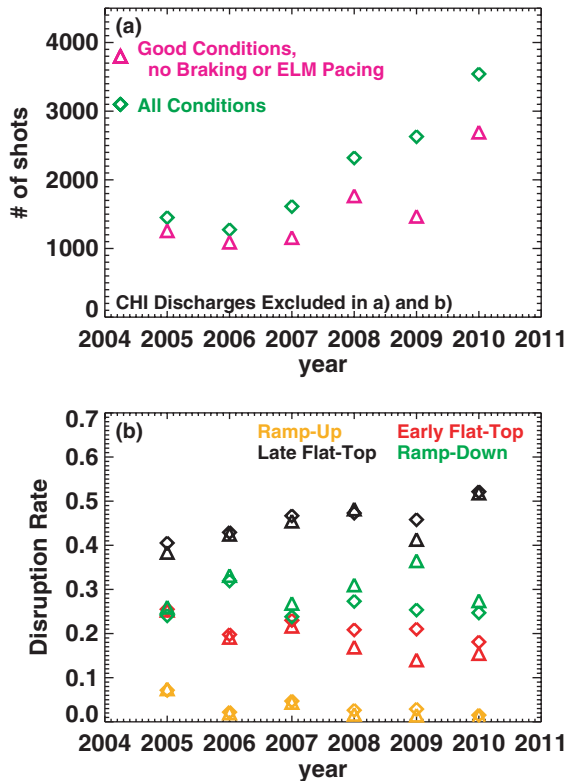 (a)
Good Conditions,
no Braking or ELM Pacing
All Conditions
4000
3000
2000
1000
0
# of shots
CHI Discharges Excluded in a) and b)
2004 2005 2006 2007 2008 2009 2010 2011
year
(b)
Ramp-Up Early Flat-Top
Late Flat-Top Ramp-Down
0.7
0.6
0.5
0.4
0.3
0.2
0.1
0.0
Disruption Rate
2004 2005 2006 2007 2008 2009 2010 2011
year